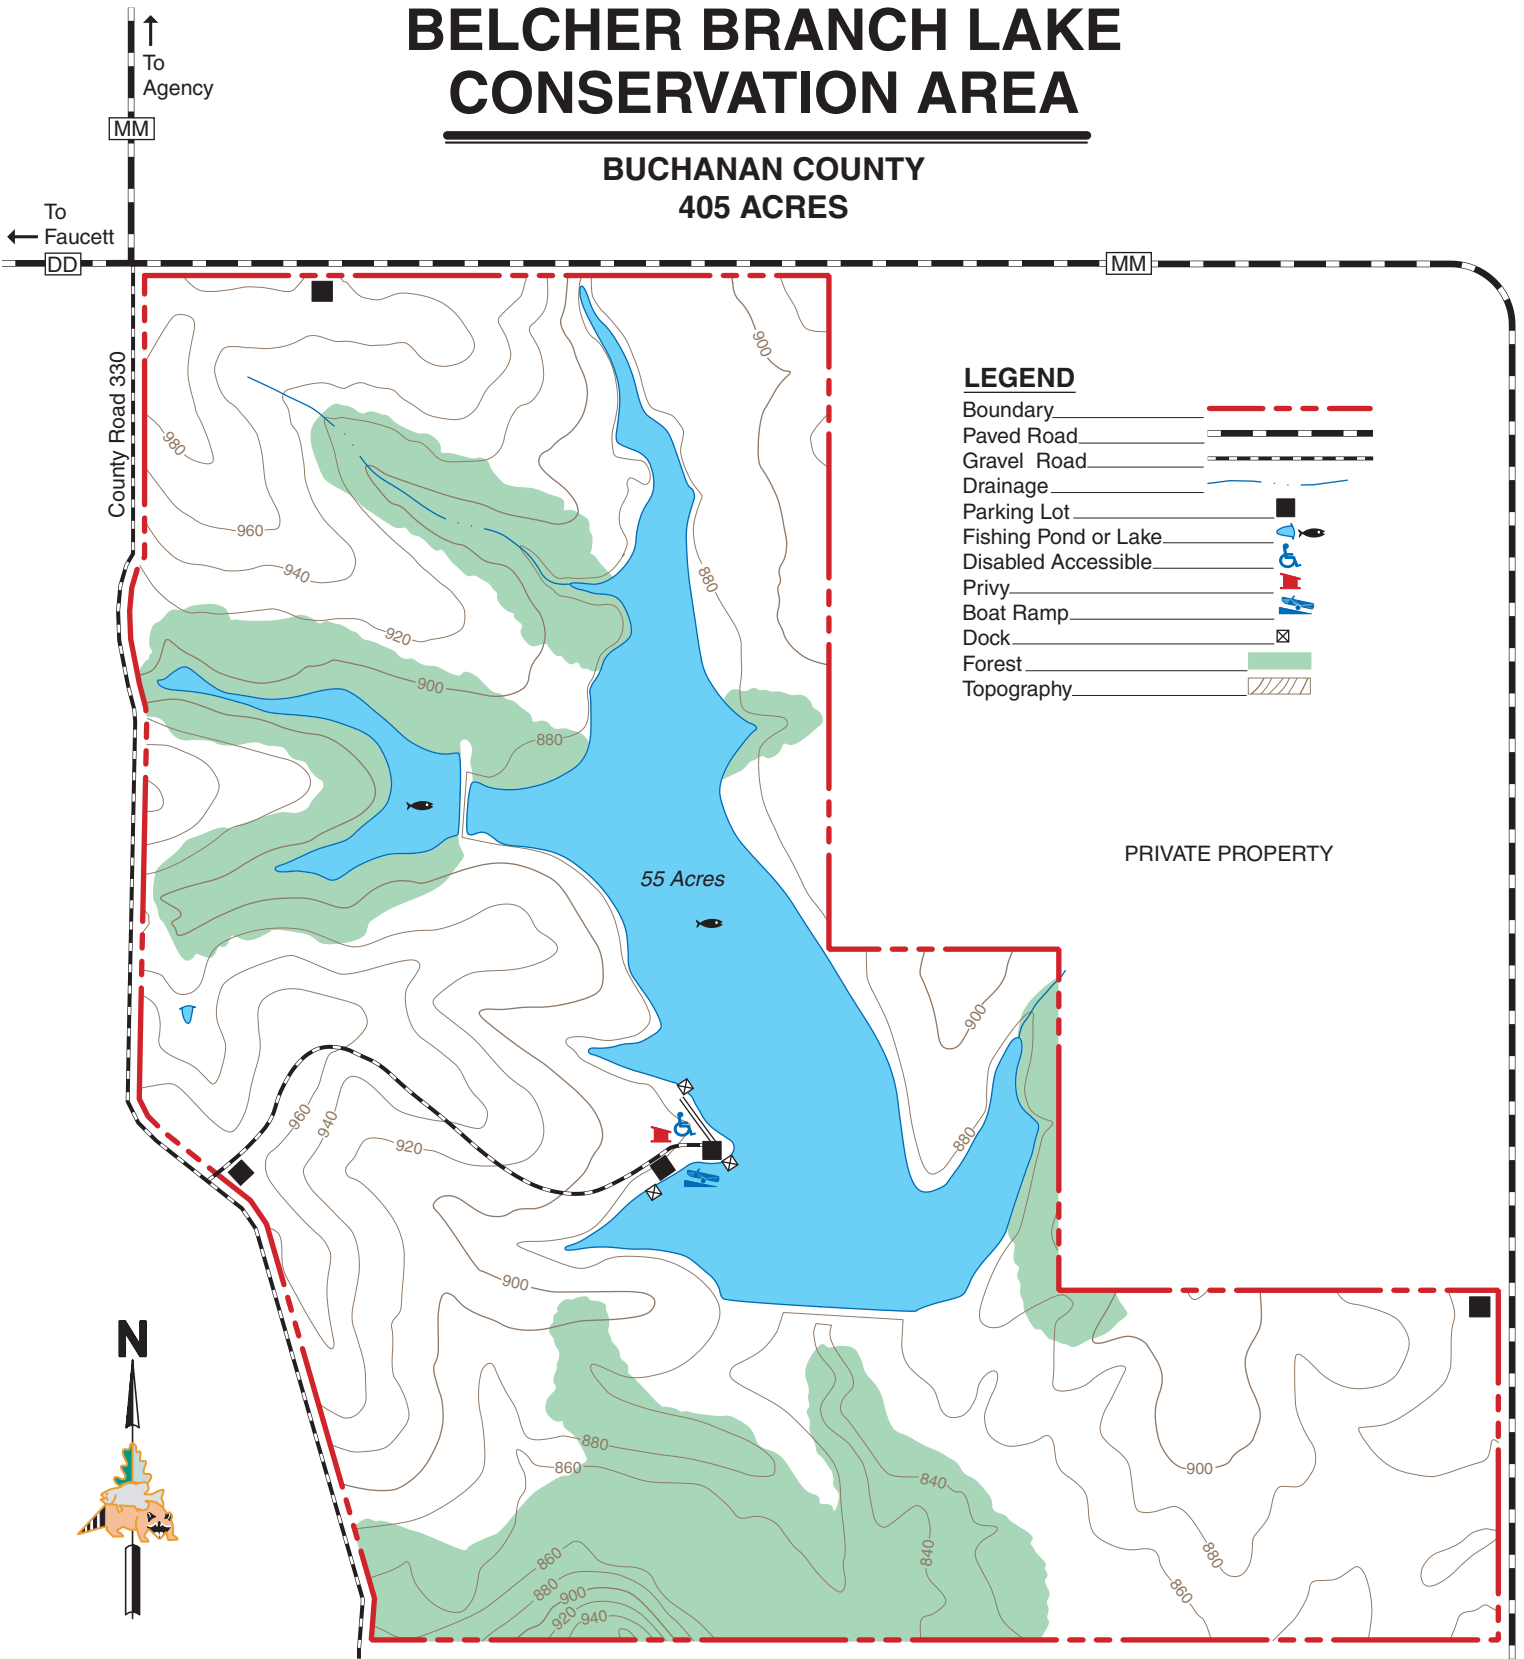 BELCHER BRANCH LAKE
CONSERVATION AREA
BUCHANAN COUNTY
405 ACRES
To
Agency
MM
To
Faucett
DD
MM
County Road 330
LEGEND
Boundary
Paved Road
Gravel Road
Drainage
Parking Lot
Fishing Pond or Lake
Disabled Accessible
Privy
Boat Ramp
Dock
Forest
Topography
900
980
960
940
920
900
880
880
PRIVATE PROPERTY
55 Acres
900
880
960
940
920
900
N
880
860
840
900
840
880
860
860
880
900
920
940